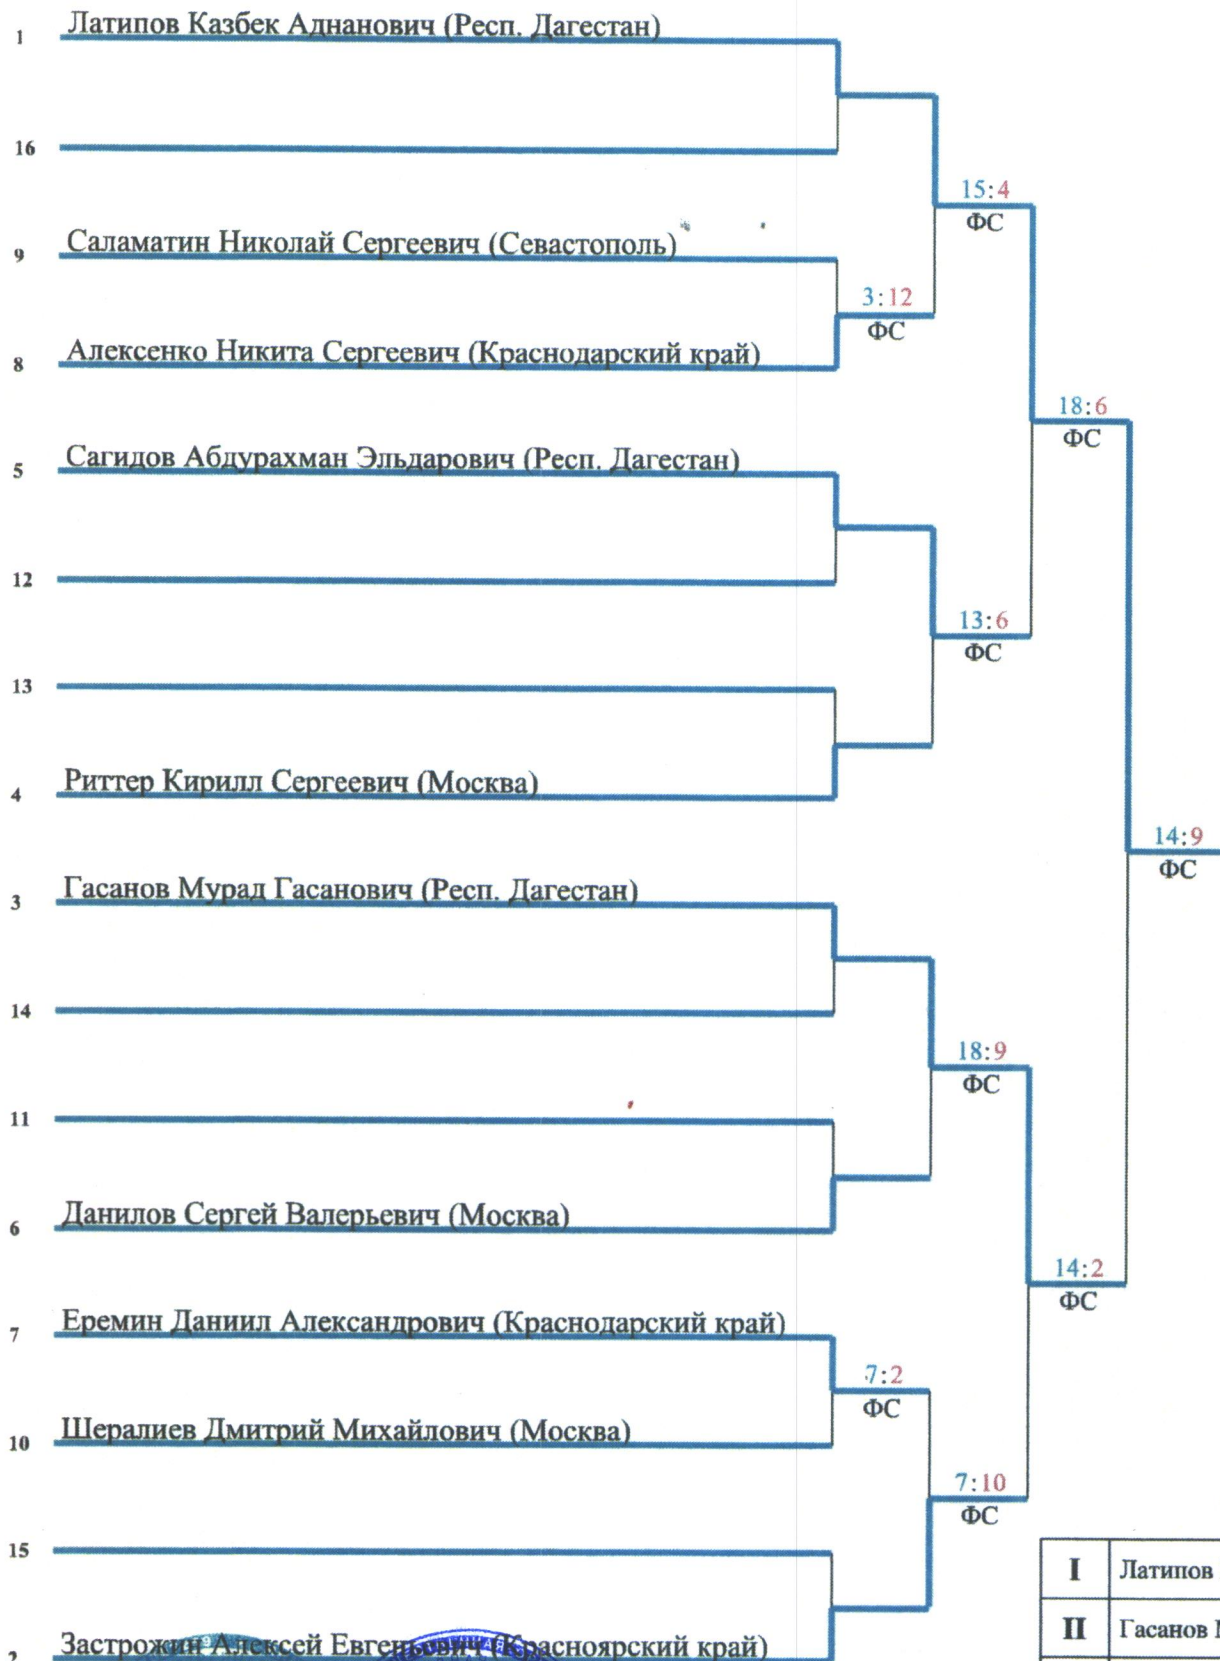 1 Латипов Казбек Аднанович (Респ. Дагестан)
16
15:4
ФС
9 Саламатин Николай Сергеевич (Севастополь)
3:12
ФС
8 Алексенко Никита Сергеевич (Краснодарский край)
18:6
ФС
5 Сагидов Абдурахман Эльдарович (Респ. Дагестан)
12
13:6
ФС
13
4 Риттер Кирилл Сергеевич (Москва)
14:9
ФС
3 Гасанов Мурад Гасанович (Респ. Дагестан)
14
18:9
ФС
11
6 Данилов Сергей Валерьевич (Москва)
14:2
ФС
7 Еремин Даниил Александрович (Краснодарский край)
7:2
ФС
10 Шералиев Дмитрий Михайлович (Москва)
7:10
ФС
15
I Латипов
II Гасанов
2 Застрожин Алексей Евгеньевич (Красноярский край)